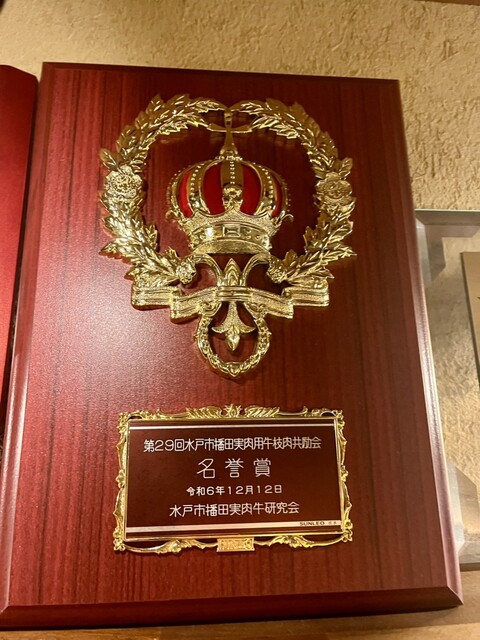 第29回水戸市播田実肉用牛枝肉共励会
名誉賞
令和6年12月12日
水戸市播田実肉牛研究会
SUNLEO